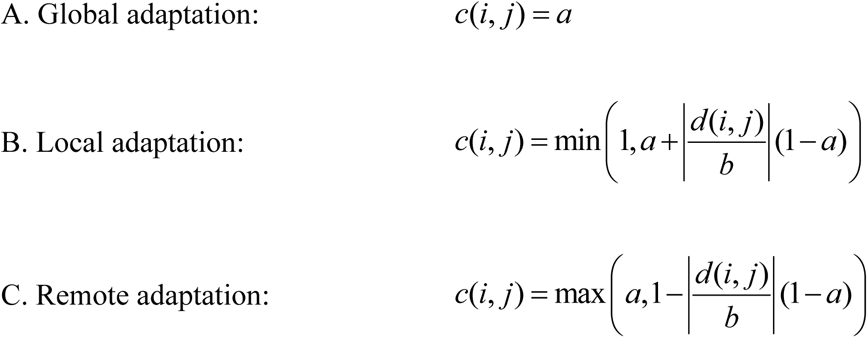 A. Global adaptation: c(i, j) = a
B. Local adaptation: c(i, j) = min(1, a + |d(i, j)/b|(1 − a))
C. Remote adaptation: c(i, j) = max(a, 1 − |d(i, j)/b|(1 − a))